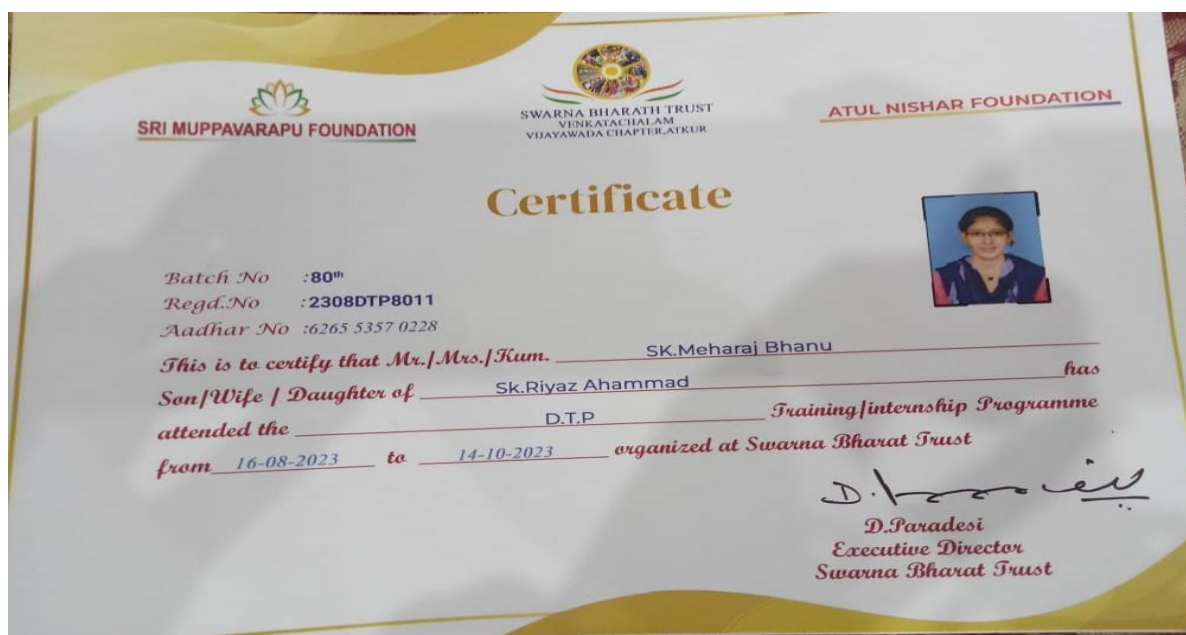 SRI MUPPAVARAPU FOUNDATION
SWARNA BHARATH TRUST
VENKATACHALAM
VIJAYAWADA CHAPTER,ATKUR
ATUL NISHAR FOUNDATION
Certificate
Batch No :80th
Regd.No :2308DTP8011
Aadhar No :6265 5357 0228
This is to certify that Mr./Mrs./Kum. SK.Meharaj Bhanu
Son/Wife / Daughter of Sk.Riyaz Ahammad has
attended the D.T.P Training/internship Programme
from 16-08-2023 to 14-10-2023 organized at Swarna Bharat Trust
D.Paradesi
Executive Director
Swarna Bharat Trust